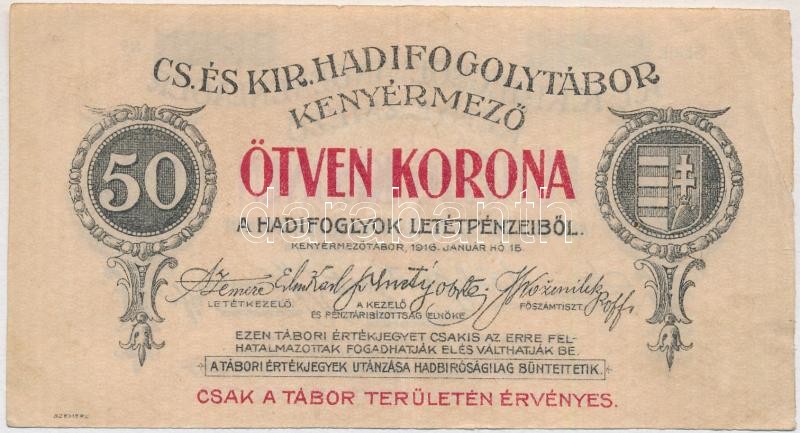 CS. ÉS KIR. HADIFOGOLYTÁBOR
KENYÉRMEZŐ
50
ÖTVEN KORONA
A HADIFOGLYOK LETÉTPÉNZEIBŐL.
KENYÉRMEZŐTÁBOR, 1916. JANUÁR HÓ 15.
LETÉTKEZELŐ.
A KEZELŐ
ÉS PÉNZTÁRIBIZOTTSÁG ELNÖKE.
FŐSZÁMTISZT.
EZEN TÁBORI ÉRTÉKJEGYET CSAKIS AZ ERRE FEL-
HATALMAZOTTAK FOGADHATJÁK EL ÉS VÁLTHATJÁK BE.
A TÁBORI ÉRTÉKJEGYEK UTÁNZÁSA HADBIRÓSÁGILAG BÜNTETTETIK.
CSAK A TÁBOR TERÜLETÉN ÉRVÉNYES.
darabanth